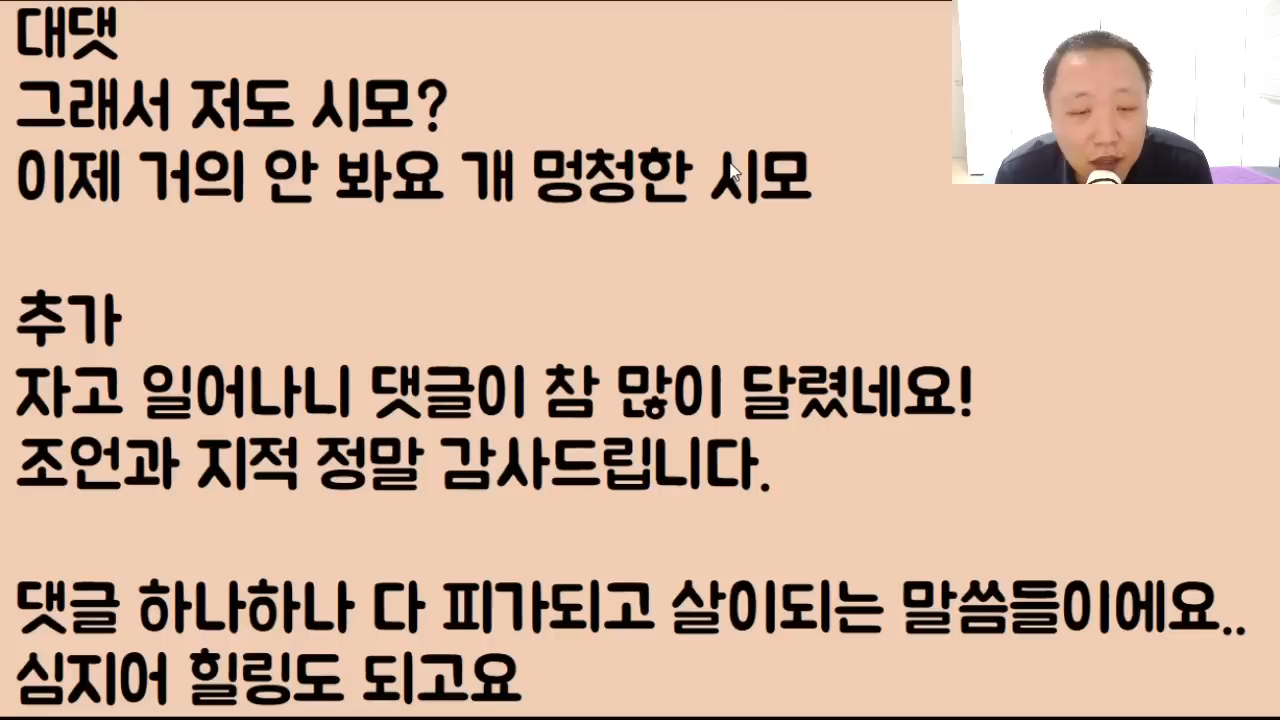 대댓
그래서 저도 시모?
이제 거의 안 봐요 개 멍청한 시모
추가
자고 일어나니 댓글이 참 많이 달렸네요!
조언과 지적 정말 감사드립니다.
댓글 하나하나 다 피가되고 살이되는 말씀들이에요..
심지어 힐링도 되고요